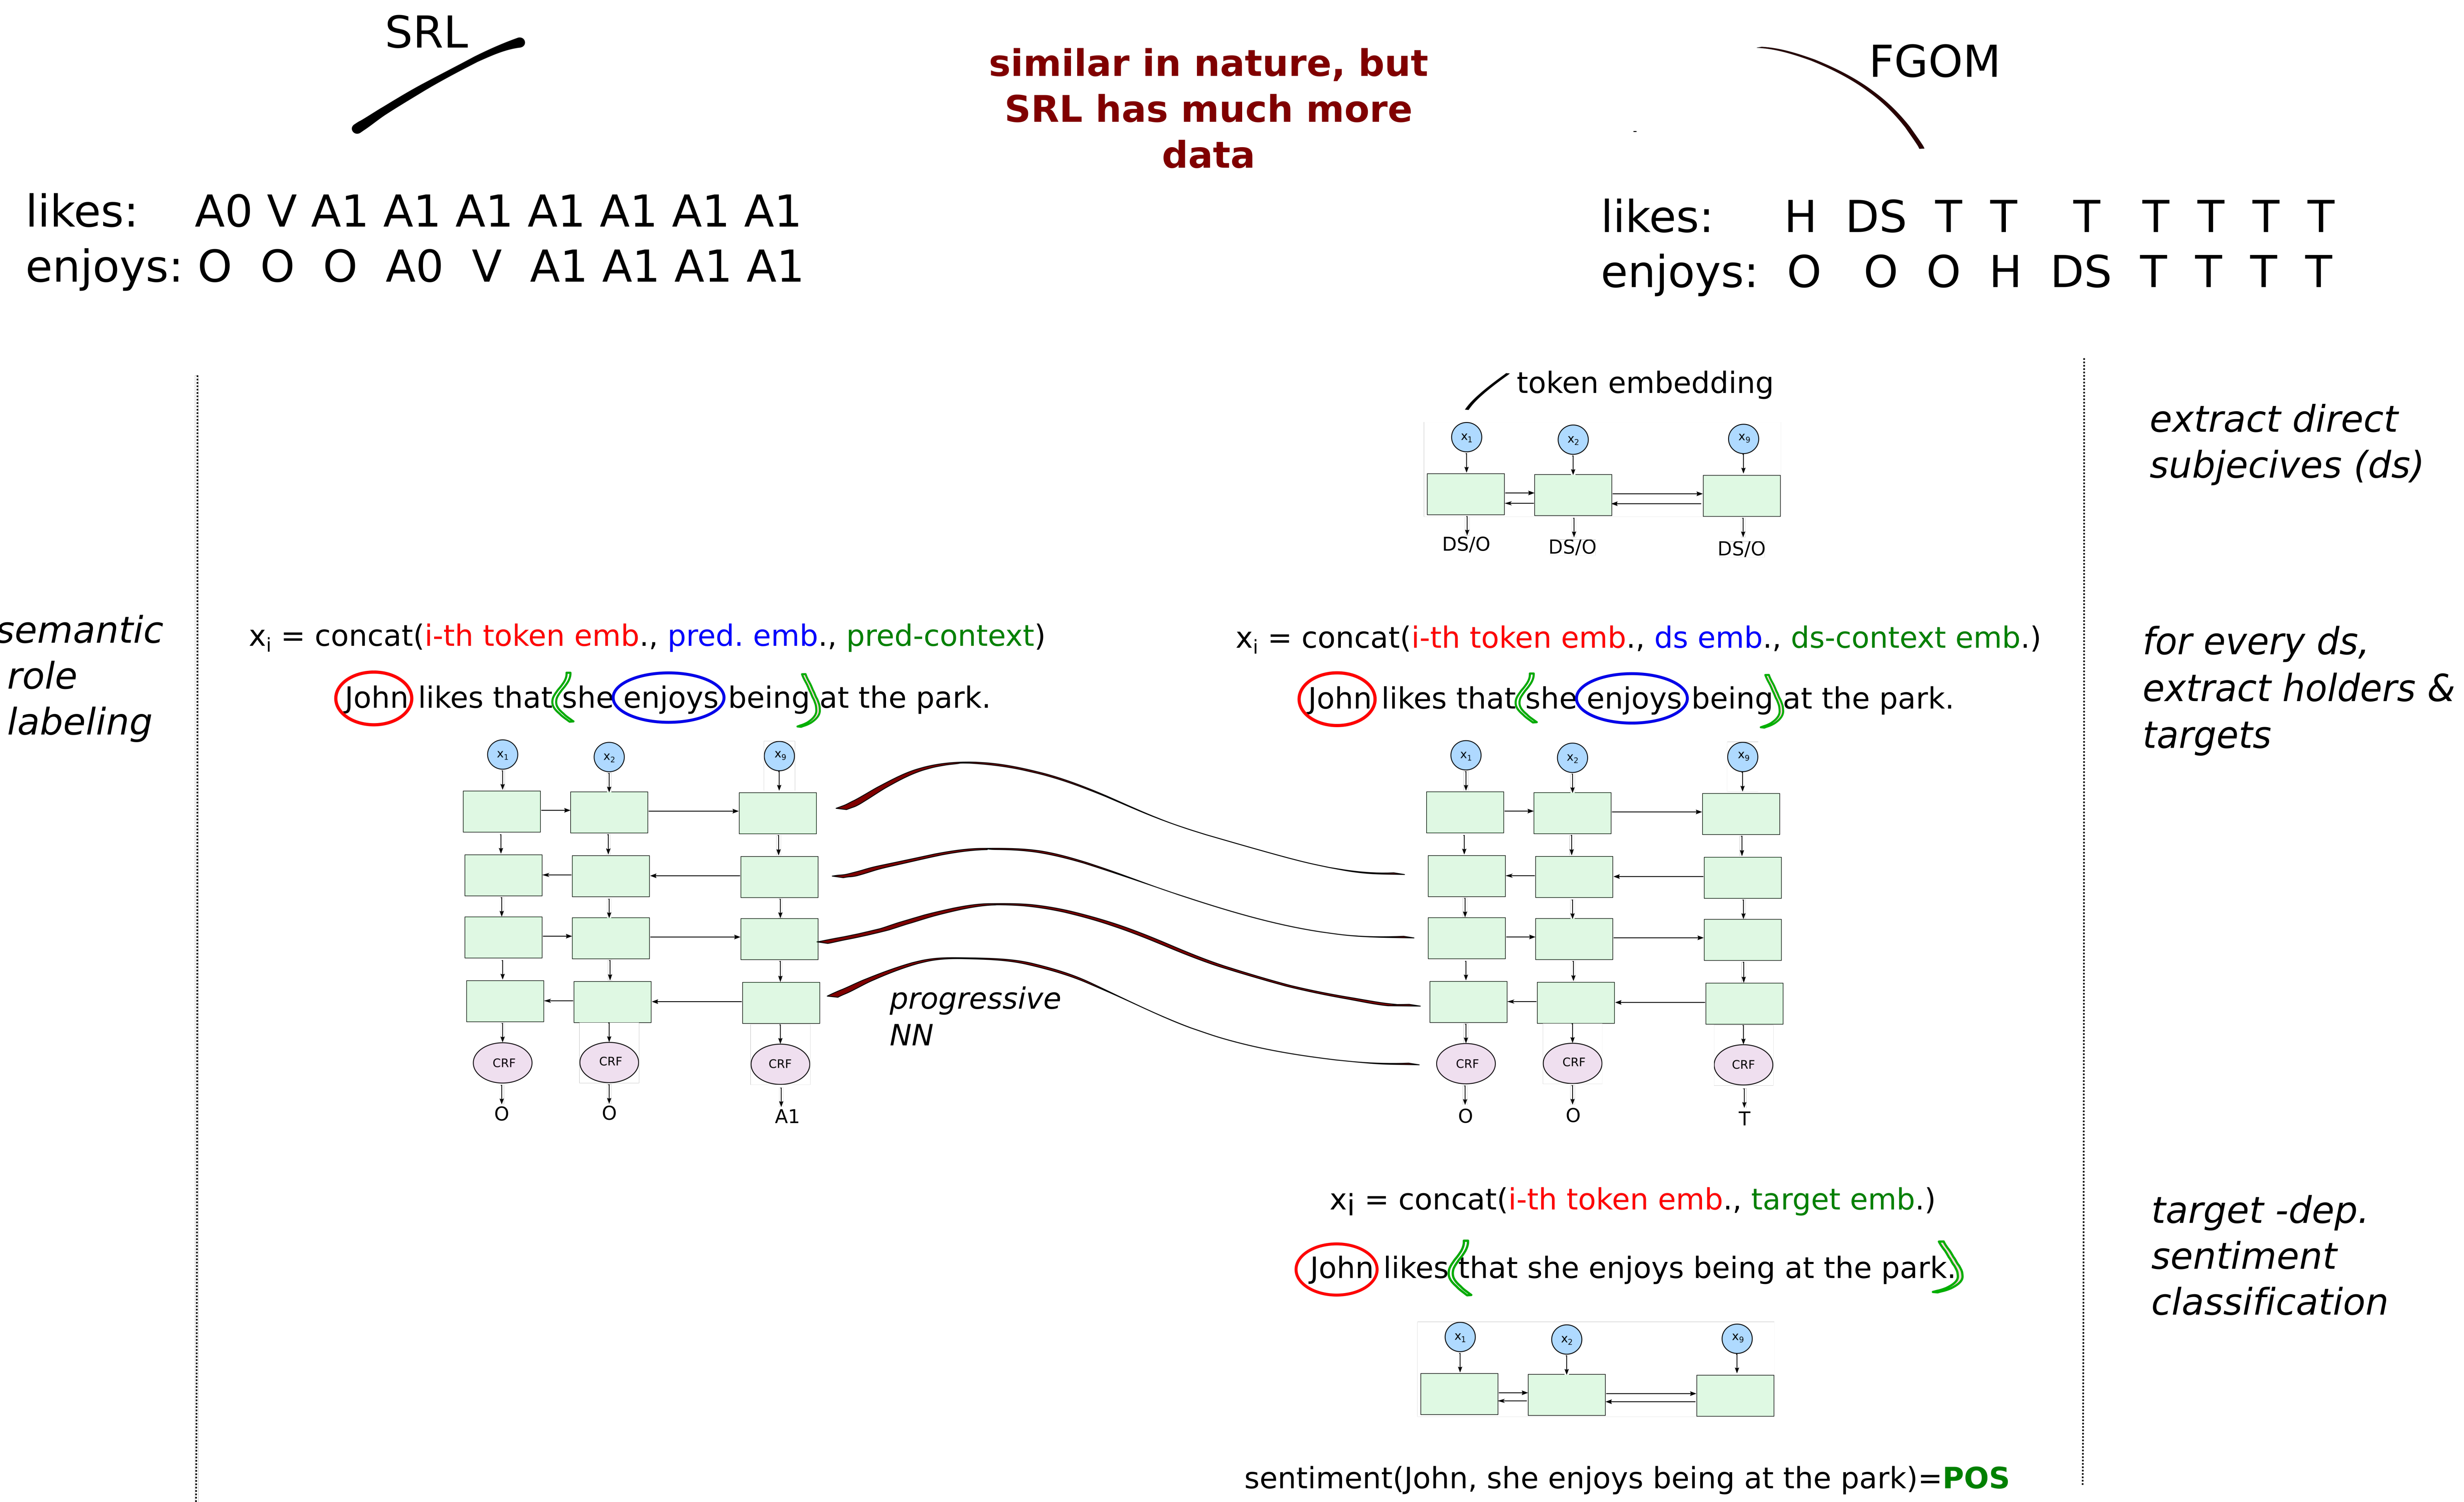 SRL
similar in nature, but
SRL has much more
data
FGOM
likes: A0 V A1 A1 A1 A1 A1 A1 A1
enjoys: O O O A0 V A1 A1 A1 A1
likes: H DS T T T T T T T
enjoys: O O O H DS T T T T
token embedding
x1 x2 x9
DS/O DS/O DS/O
extract direct
subjecives (ds)
semantic
role
labeling
xi = concat(i-th token emb., pred. emb., pred-context)
John likes that she enjoys being at the park.
x1 x2 x9
CRF CRF CRF
O O A1
progressive
NN
xi = concat(i-th token emb., ds emb., ds-context emb.)
John likes that she enjoys being at the park.
x1 x2 x9
CRF CRF CRF
O O T
for every ds,
extract holders &
targets
xi = concat(i-th token emb., target emb.)
John likes that she enjoys being at the park.
x1 x2 x9
sentiment(John, she enjoys being at the park)=POS
target -dep.
sentiment
classification